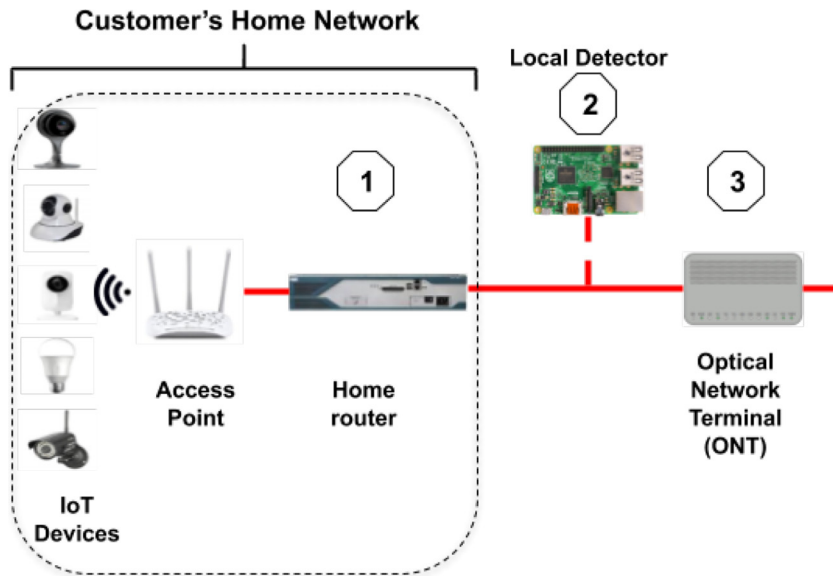 Customer's Home Network
Local Detector
2
1
3
Access
Point
Home
router
Optical
Network
Terminal
(ONT)
IoT
Devices